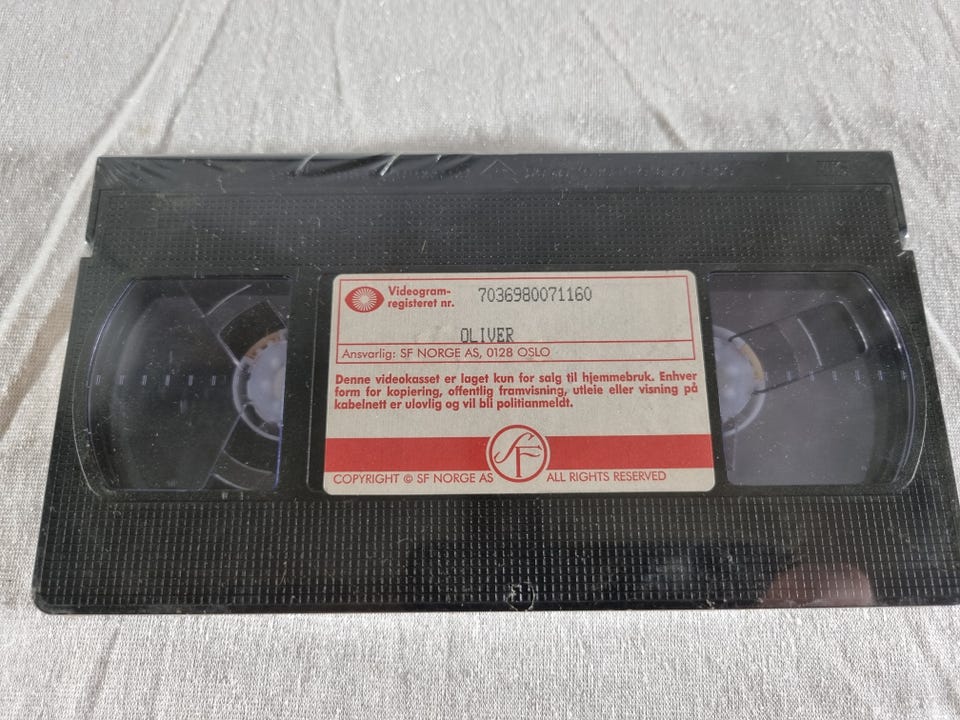 Videogram-
registeret nr. 7036980071160
OLIVER
Ansvarlig: SF NORGE AS, 0128 OSLO
Denne videokasset er laget kun for salg til hjemmebruk. Enhver
form for kopiering, offentlig framvisning, utleie eller visning på
kabelnett er ulovlig og vil bli politianmeldt.
SF
COPYRIGHT © SF NORGE AS ALL RIGHTS RESERVED